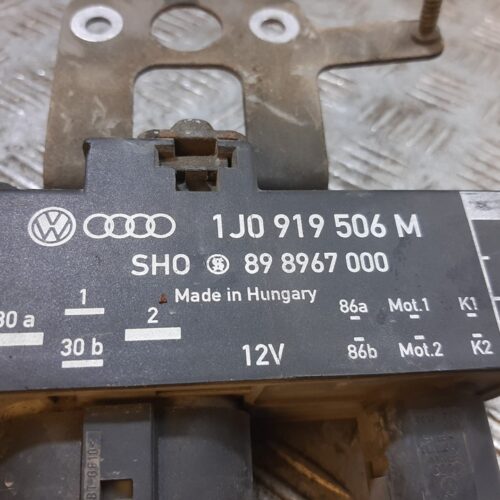 1J0 919 506 M
SHO 89 8967 000
Made in Hungary
30 a 1 2 86a Mot.1 K1
30 b 12V 86b Mot.2 K2